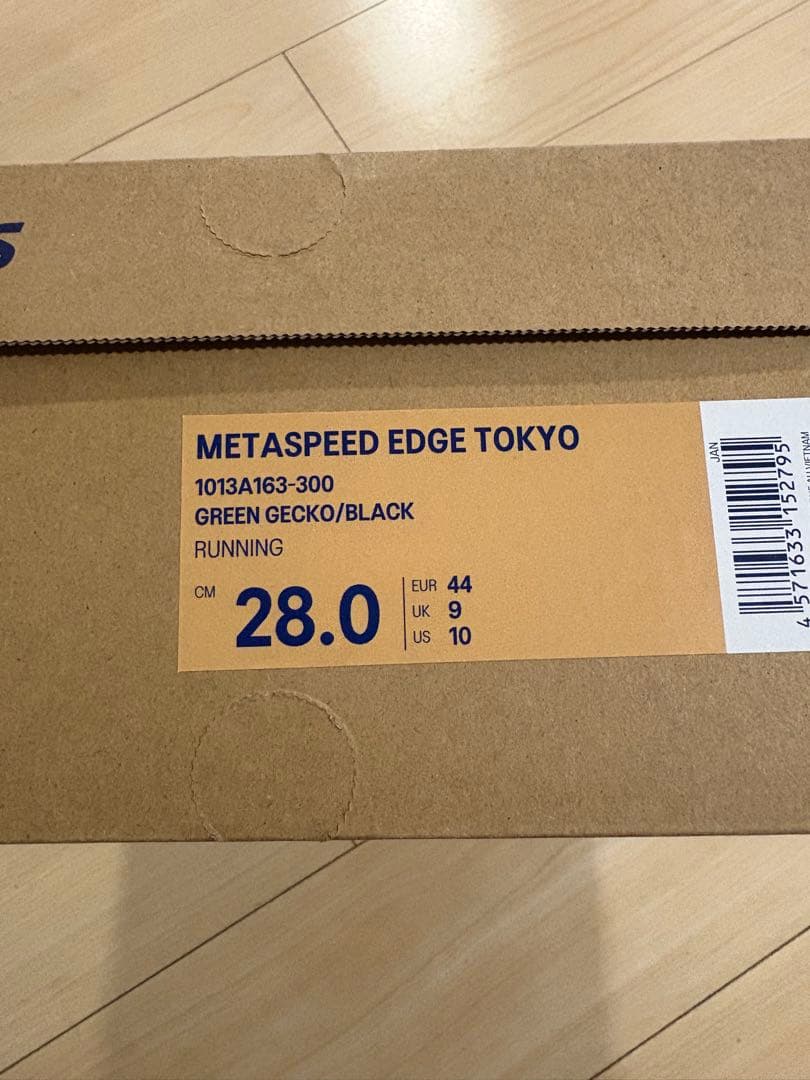 S
METASPEED EDGE TOKYO
1013A163-300
GREEN GECKO/BLACK
RUNNING
CM 28.0
EUR 44
UK 9
US 10
JAN
4 571633 152795
VIETNAM